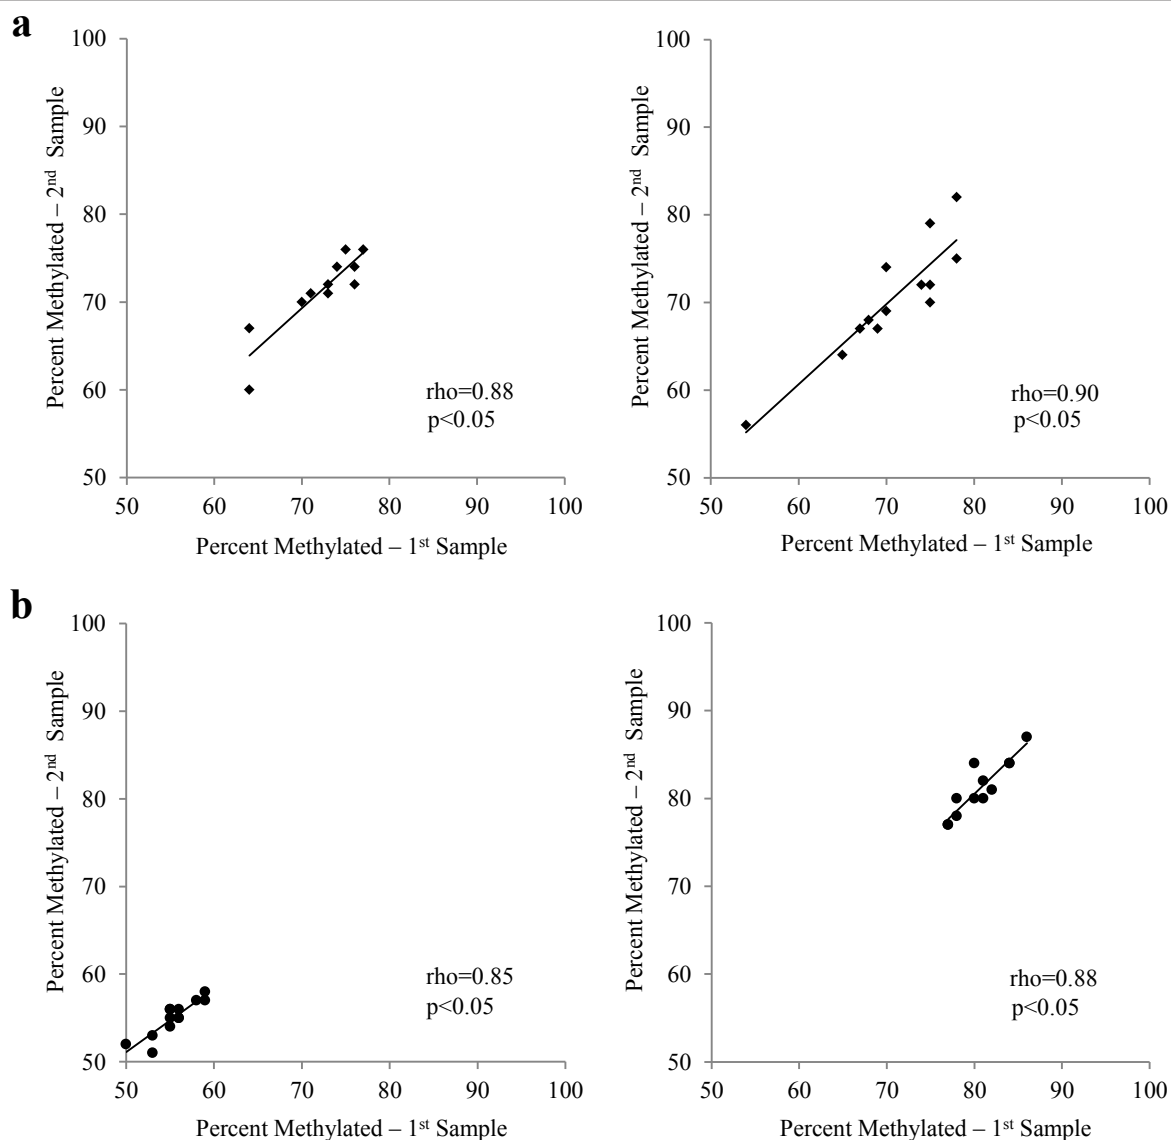 a
100
90
80
70
60
50
50 60 70 80 90 100
Percent Methylated – 2nd Sample
Percent Methylated – 1st Sample
rho=0.88
p<0.05
100
90
80
70
60
50
50 60 70 80 90 100
Percent Methylated – 2nd Sample
Percent Methylated – 1st Sample
rho=0.90
p<0.05
b
100
90
80
70
60
50
50 60 70 80 90 100
Percent Methylated – 2nd Sample
Percent Methylated – 1st Sample
rho=0.85
p<0.05
100
90
80
70
60
50
50 60 70 80 90 100
Percent Methylated – 2nd Sample
Percent Methylated – 1st Sample
rho=0.88
p<0.05